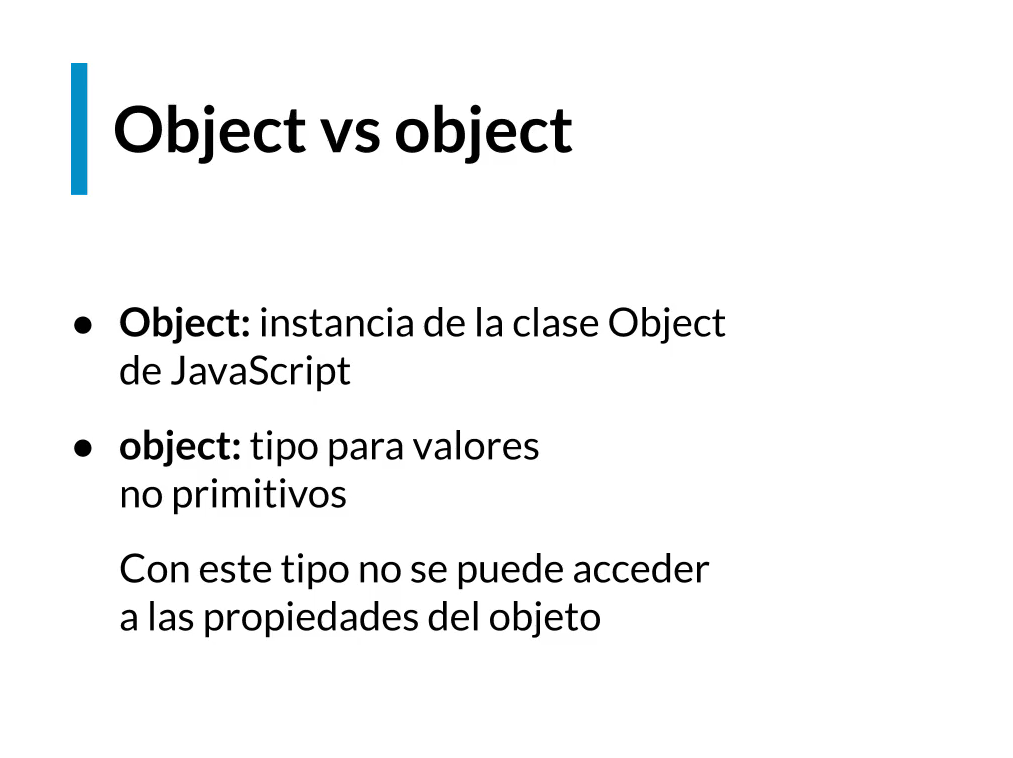 Object vs object
● Object: instancia de la clase Object
de JavaScript
● object: tipo para valores
no primitivos
Con este tipo no se puede acceder
a las propiedades del objeto